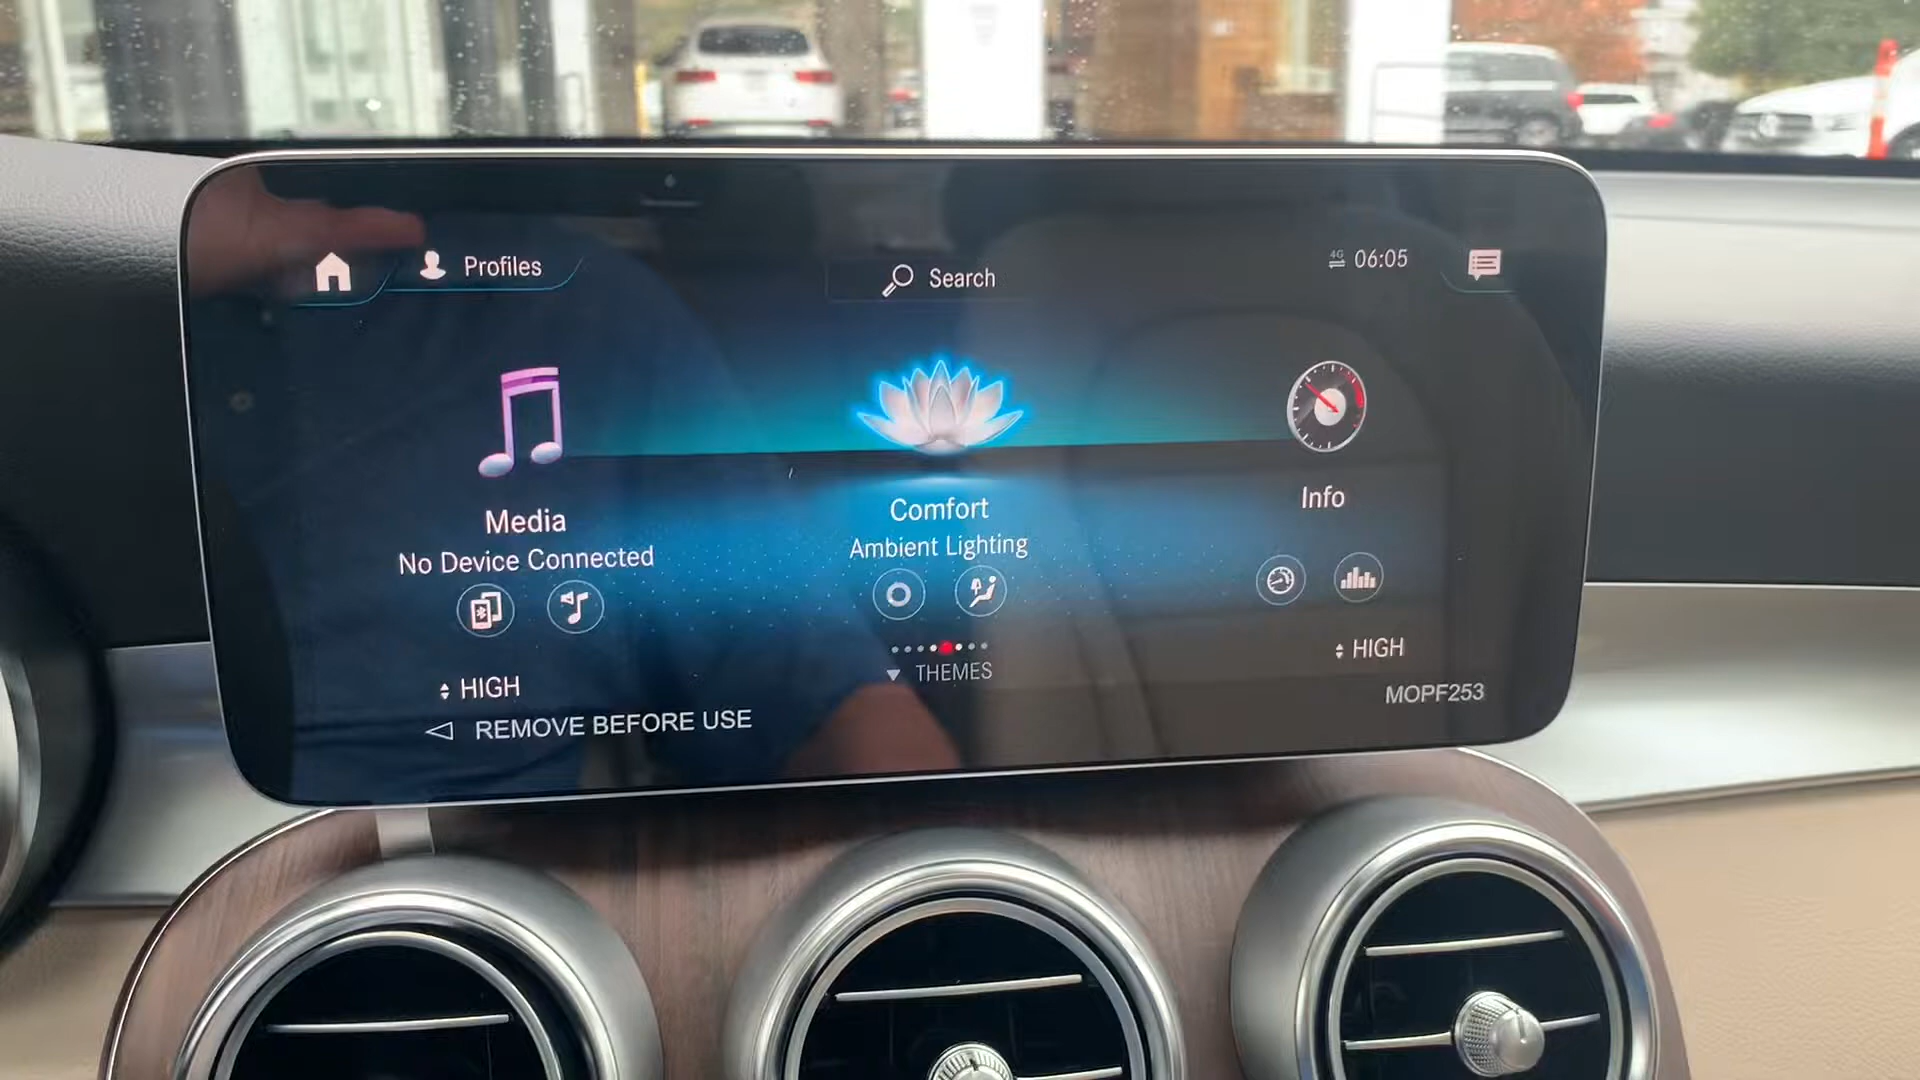 Profiles
Search
4G 06:05
Media
No Device Connected
Comfort
Ambient Lighting
Info
HIGH
THEMES
HIGH
REMOVE BEFORE USE
MOPF253